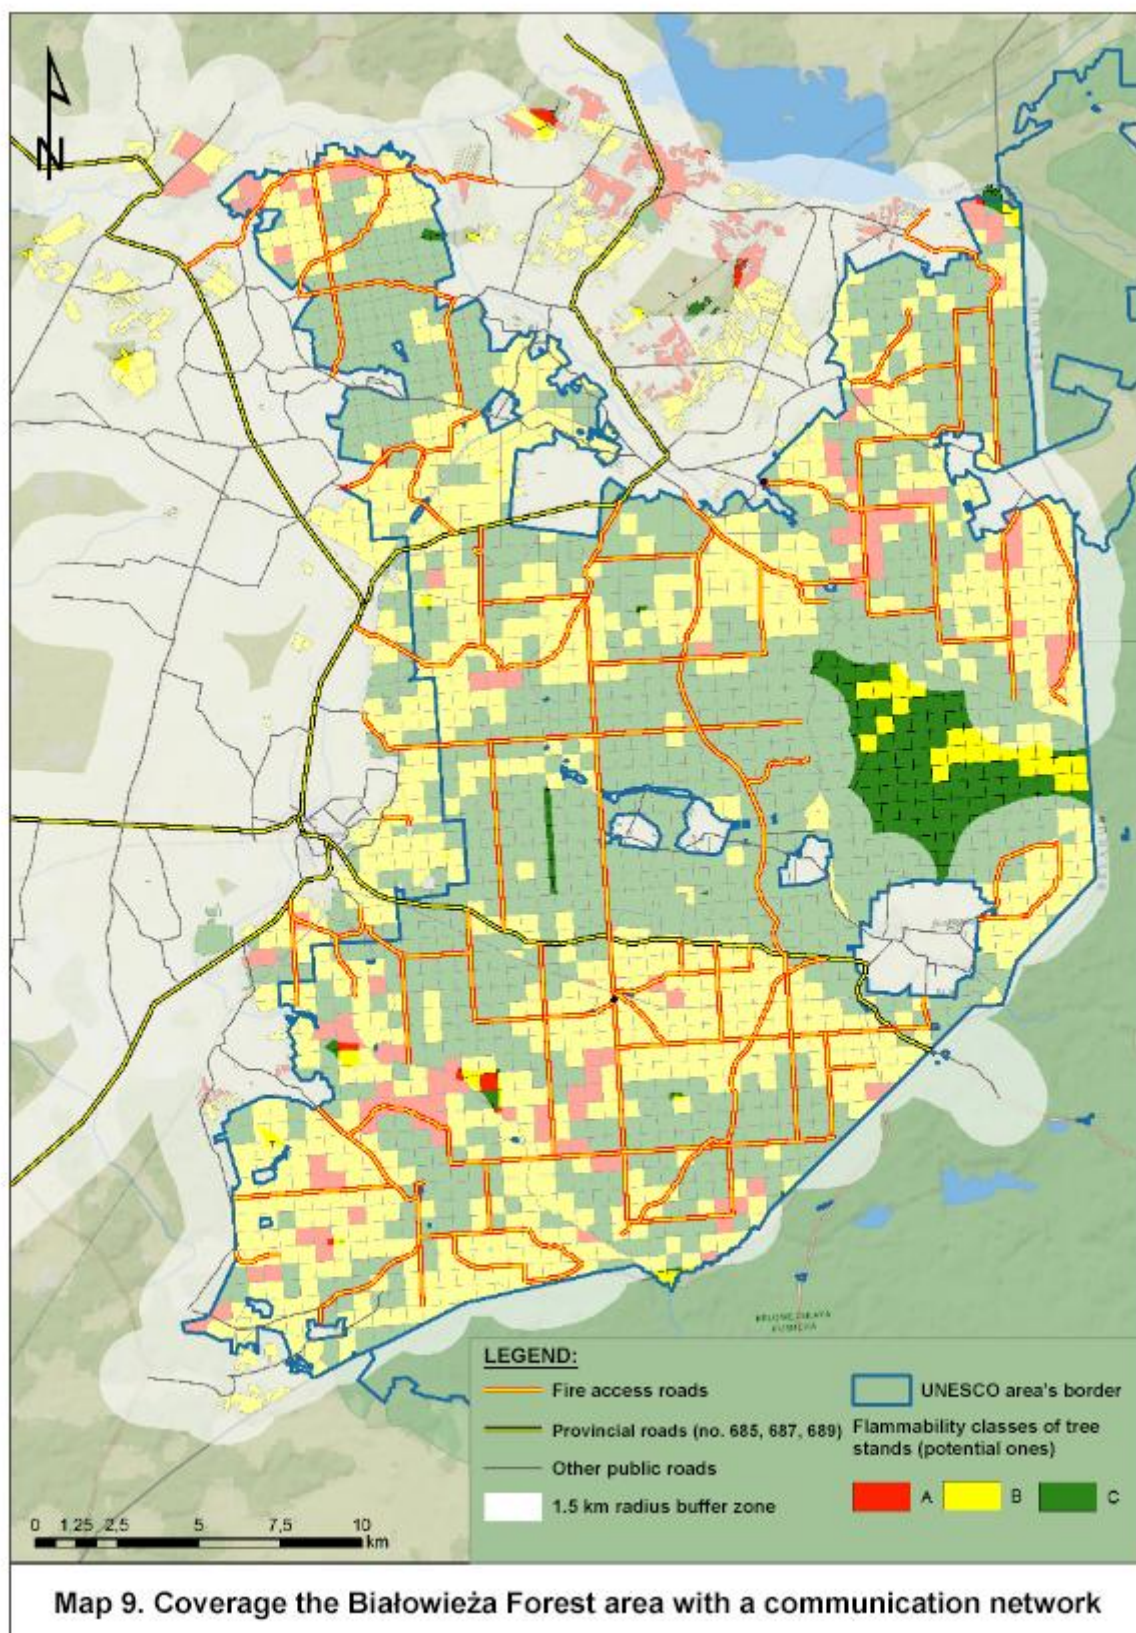 N
BELOVEZHSKAYA
PUSHCHA
LEGEND:
Fire access roads
Provincial roads (no. 685, 687, 689)
Other public roads
1.5 km radius buffer zone
UNESCO area's border
Flammability classes of tree
stands (potential ones)
A B C
0 1,25 2,5 5 7,5 10
km
Map 9. Coverage the Białowieża Forest area with a communication network